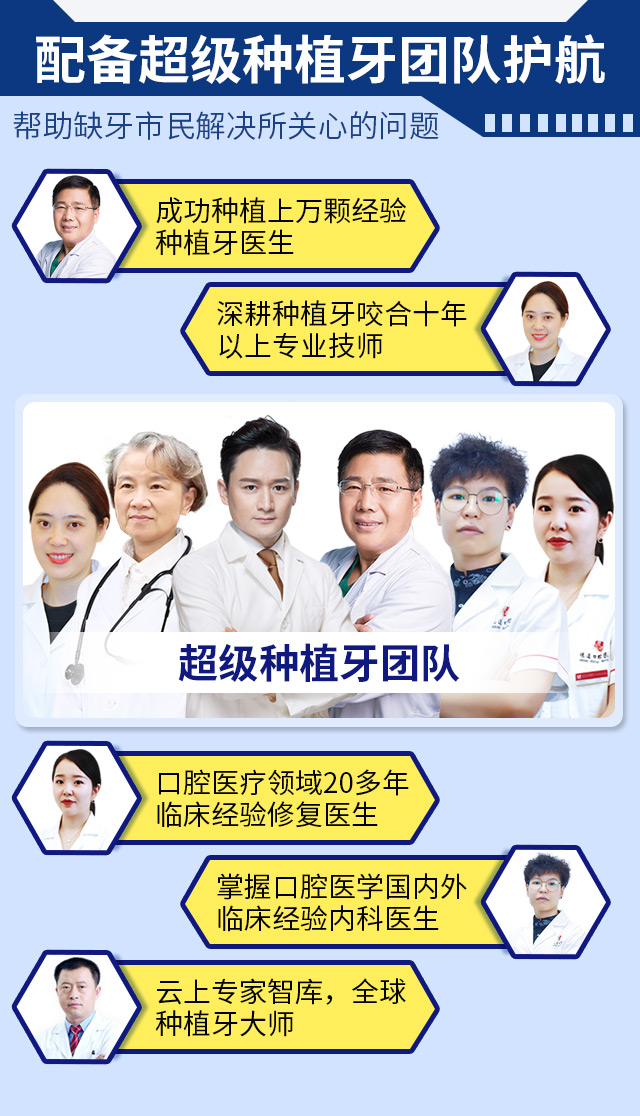 配备超级种植牙团队护航
帮助缺牙市民解决所关心的问题
成功种植上万颗经验
种植牙医生
深耕种植牙咬合十年
以上专业技师
超级种植牙团队
口腔医疗领域20多年
临床经验修复医生
掌握口腔医学国内外
临床经验内科医生
云上专家智库，全球
种植牙大师